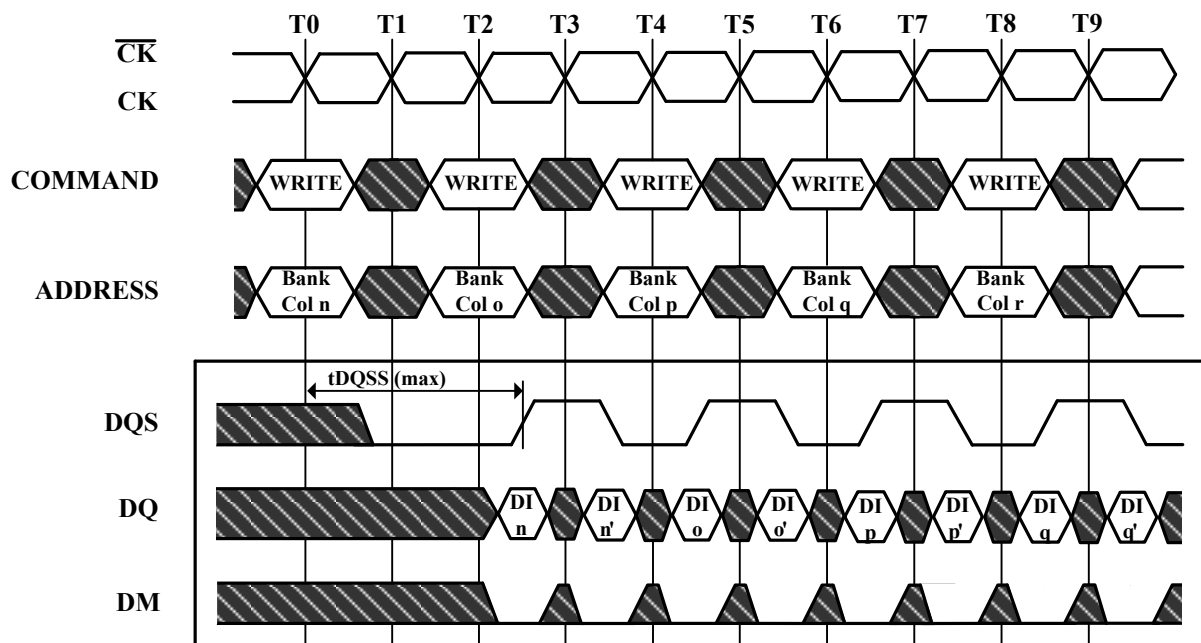 T0 T1 T2 T3 T4 T5 T6 T7 T8 T9
CK
CK
COMMAND WRITE WRITE WRITE WRITE WRITE
ADDRESS Bank Bank Bank Bank Bank
Col n Col o Col p Col q Col r
tDQSS (max)
DQS
DQ DI DI DI DI DI DI DI DI
n n' o o' p p' q q'
DM